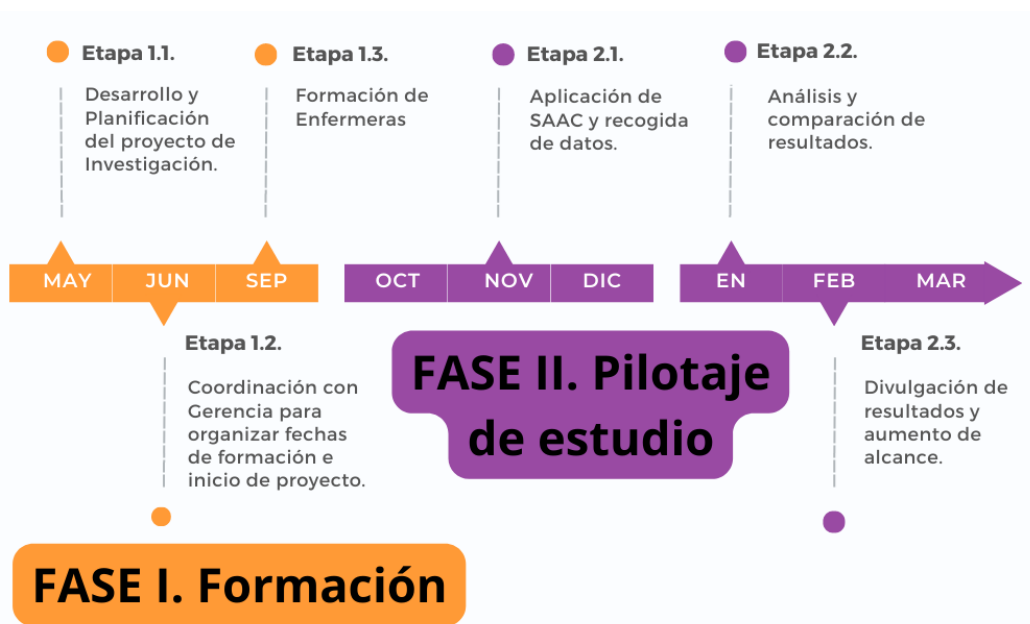 Etapa 1.1.
Desarrollo y
Planificación
del proyecto de
Investigación.
Etapa 1.3.
Formación de
Enfermeras
Etapa 2.1.
Aplicación de
SAAC y recogida
de datos.
Etapa 2.2.
Análisis y
comparación de
resultados.
MAY JUN SEP OCT NOV DIC EN FEB MAR
Etapa 1.2.
Coordinación con
Gerencia para
organizar fechas
de formación e
inicio de proyecto.
FASE II. Pilotaje
de estudio
Etapa 2.3.
Divulgación de
resultados y
aumento de
alcance.
FASE I. Formación